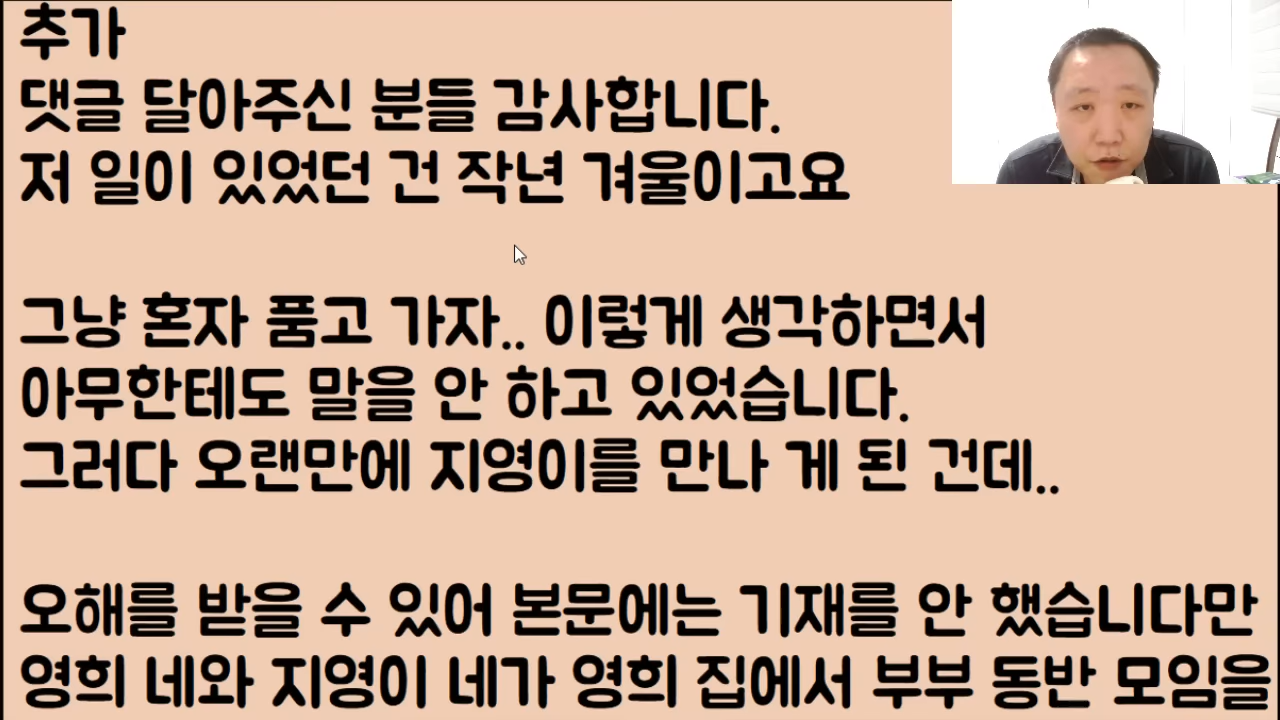 추가
댓글 달아주신 분들 감사합니다.
저 일이 있었던 건 작년 겨울이고요
그냥 혼자 품고 가자.. 이렇게 생각하면서
아무한테도 말을 안 하고 있었습니다.
그러다 오랜만에 지영이를 만나 게 된 건데..
오해를 받을 수 있어 본문에는 기재를 안 했습니다만
영희 네와 지영이 네가 영희 집에서 부부 동반 모임을